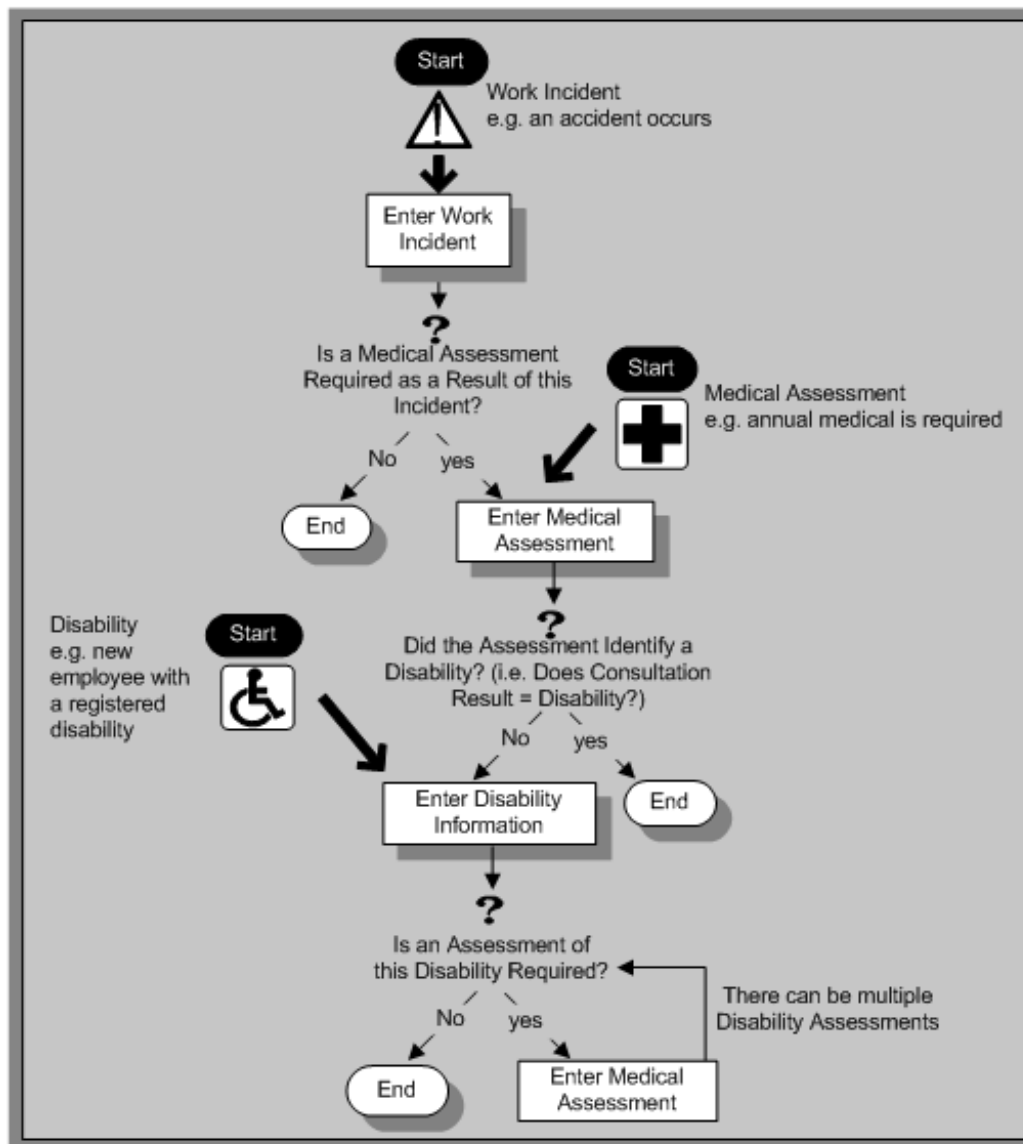 Start
Work Incident
e.g. an accident occurs
Enter Work
Incident
?
Is a Medical Assessment
Required as a Result of this
Incident?
Start
Medical Assessment
e.g. annual medical is required
No
yes
End
Enter Medical
Assessment
?
Did the Assessment Identify a
Disability? (i.e. Does Consultation
Result = Disability?)
Disability
e.g. new
employee with
a registered
disability
Start
No
yes
Enter Disability
Information
End
?
Is an Assessment of
this Disability Required?
There can be multiple
Disability Assessments
No
yes
End
Enter Medical
Assessment